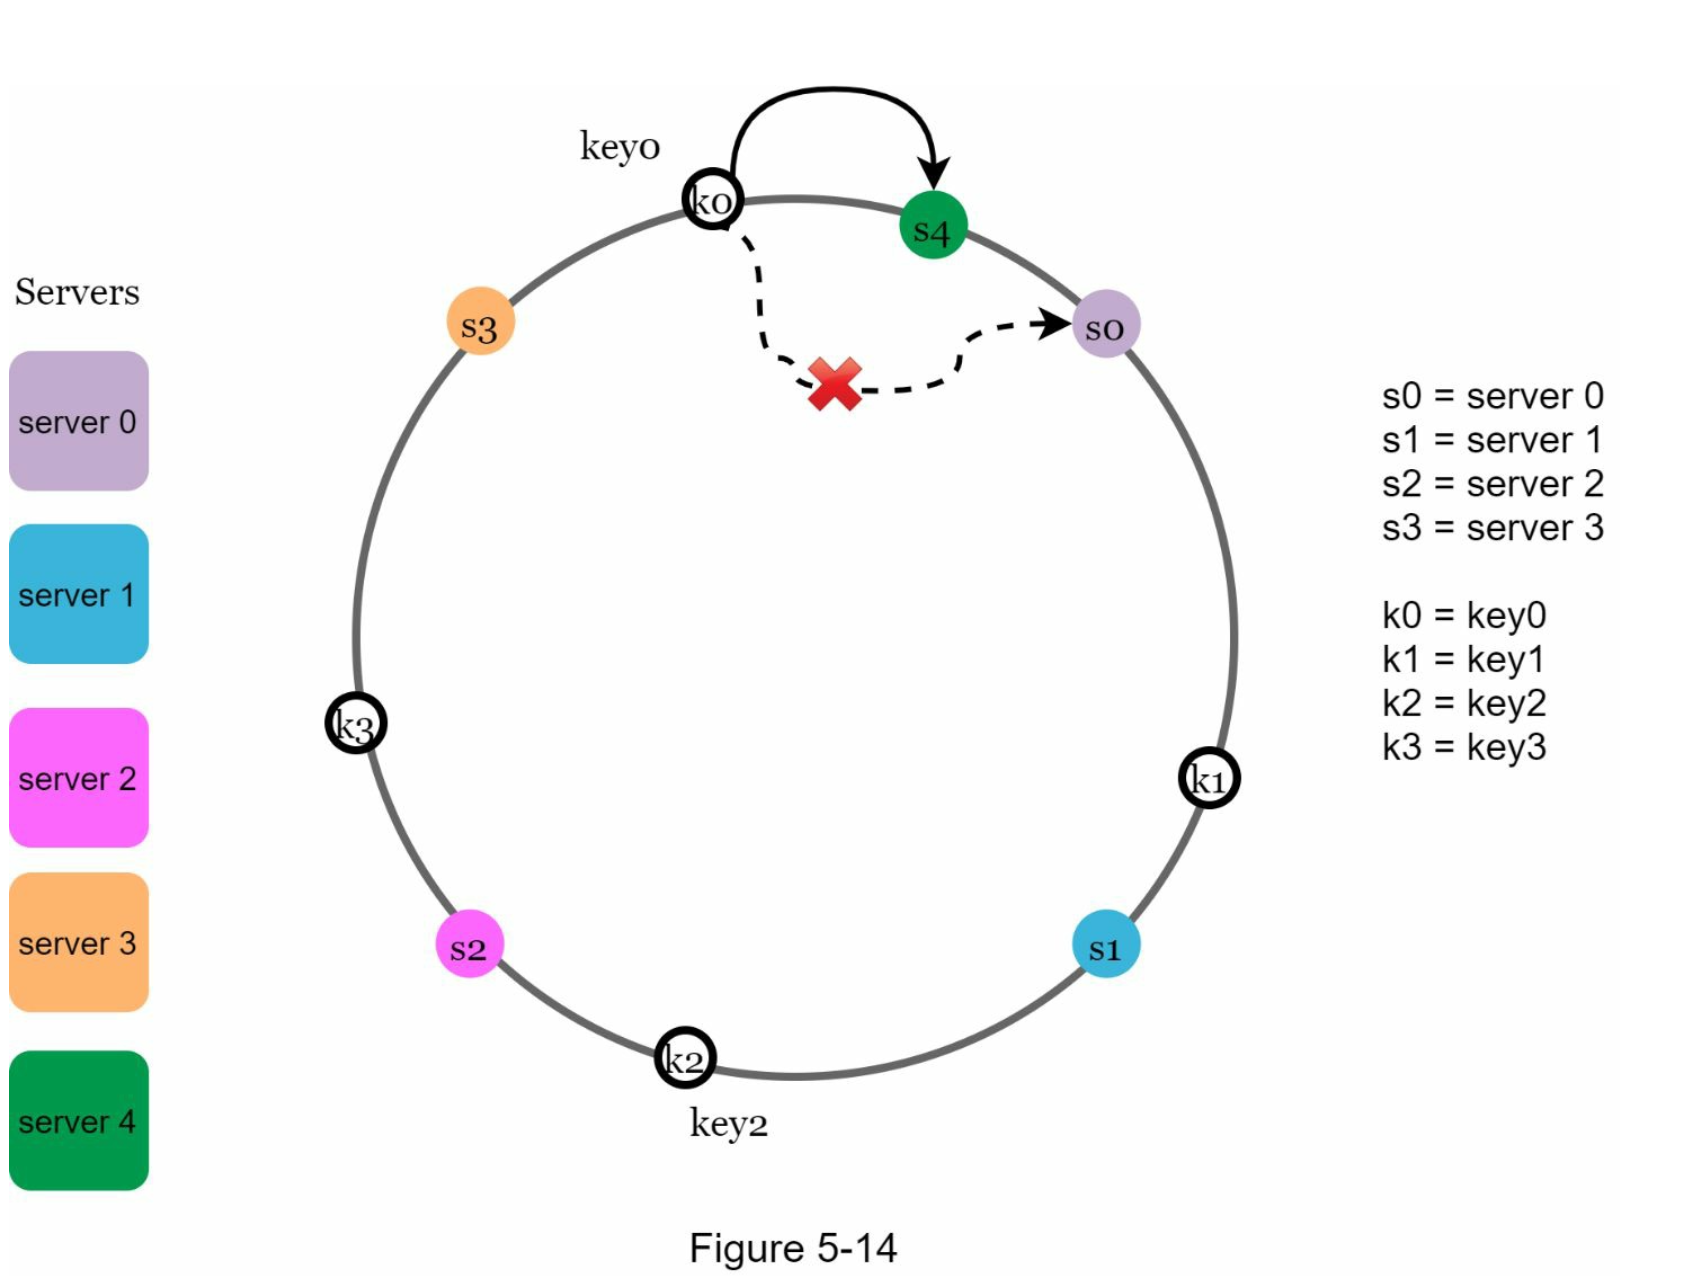 key0
k0
s4
s3
s0
Servers
server 0
server 1
server 2
server 3
server 4
s0 = server 0
s1 = server 1
s2 = server 2
s3 = server 3
k0 = key0
k1 = key1
k2 = key2
k3 = key3
k3
k1
s2
s1
k2
key2
Figure 5-14